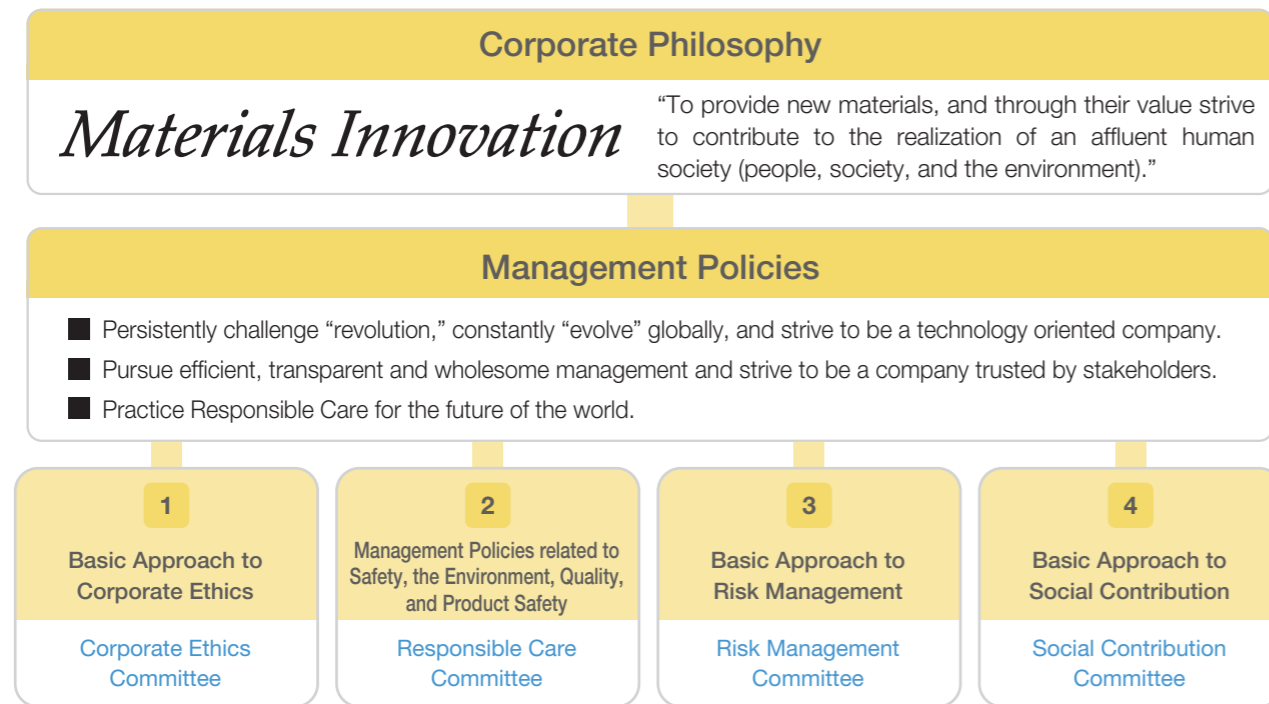 Corporate Philosophy
Materials Innovation
“To provide new materials, and through their value strive
to contribute to the realization of an affluent human
society (people, society, and the environment).”
Management Policies
Persistently challenge “revolution,” constantly “evolve” globally, and strive to be a technology oriented company.
Pursue efficient, transparent and wholesome management and strive to be a company trusted by stakeholders.
Practice Responsible Care for the future of the world.
1
Basic Approach to
Corporate Ethics
Corporate Ethics
Committee
2
Management Policies related to
Safety, the Environment, Quality,
and Product Safety
Responsible Care
Committee
3
Basic Approach to
Risk Management
Risk Management
Committee
4
Basic Approach to
Social Contribution
Social Contribution
Committee